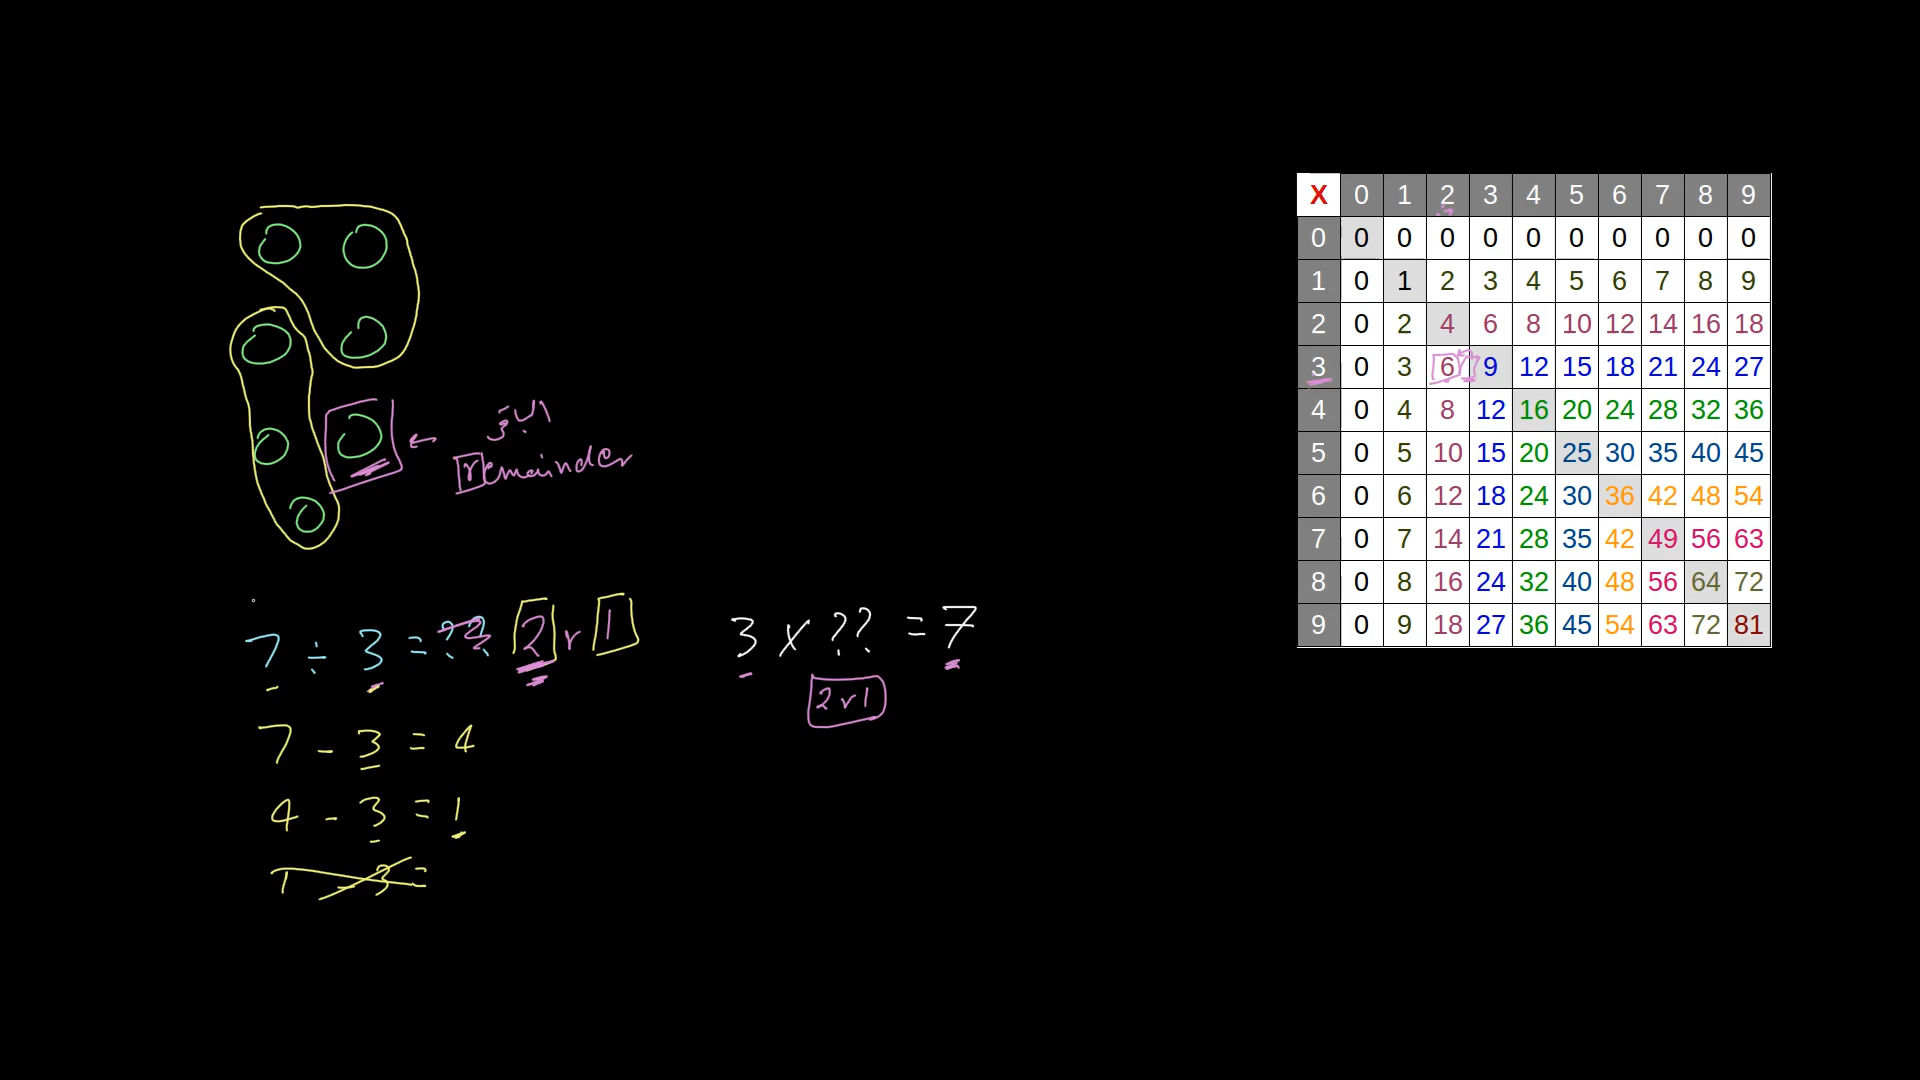 remainder
7 ÷ 3 = ?? 2 r 1
7 - 3 = 4
4 - 3 = 1
1 - 3 =
3 x ?? = 7
2 r 1
X 0 1 2 3 4 5 6 7 8 9
0 0 0 0 0 0 0 0 0 0 0
1 0 1 2 3 4 5 6 7 8 9
2 0 2 4 6 8 10 12 14 16 18
3 0 3 6 7 9 12 15 18 21 24 27
4 0 4 8 12 16 20 24 28 32 36
5 0 5 10 15 20 25 30 35 40 45
6 0 6 12 18 24 30 36 42 48 54
7 0 7 14 21 28 35 42 49 56 63
8 0 8 16 24 32 40 48 56 64 72
9 0 9 18 27 36 45 54 63 72 81